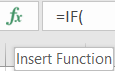 fx =IF(
Insert Function